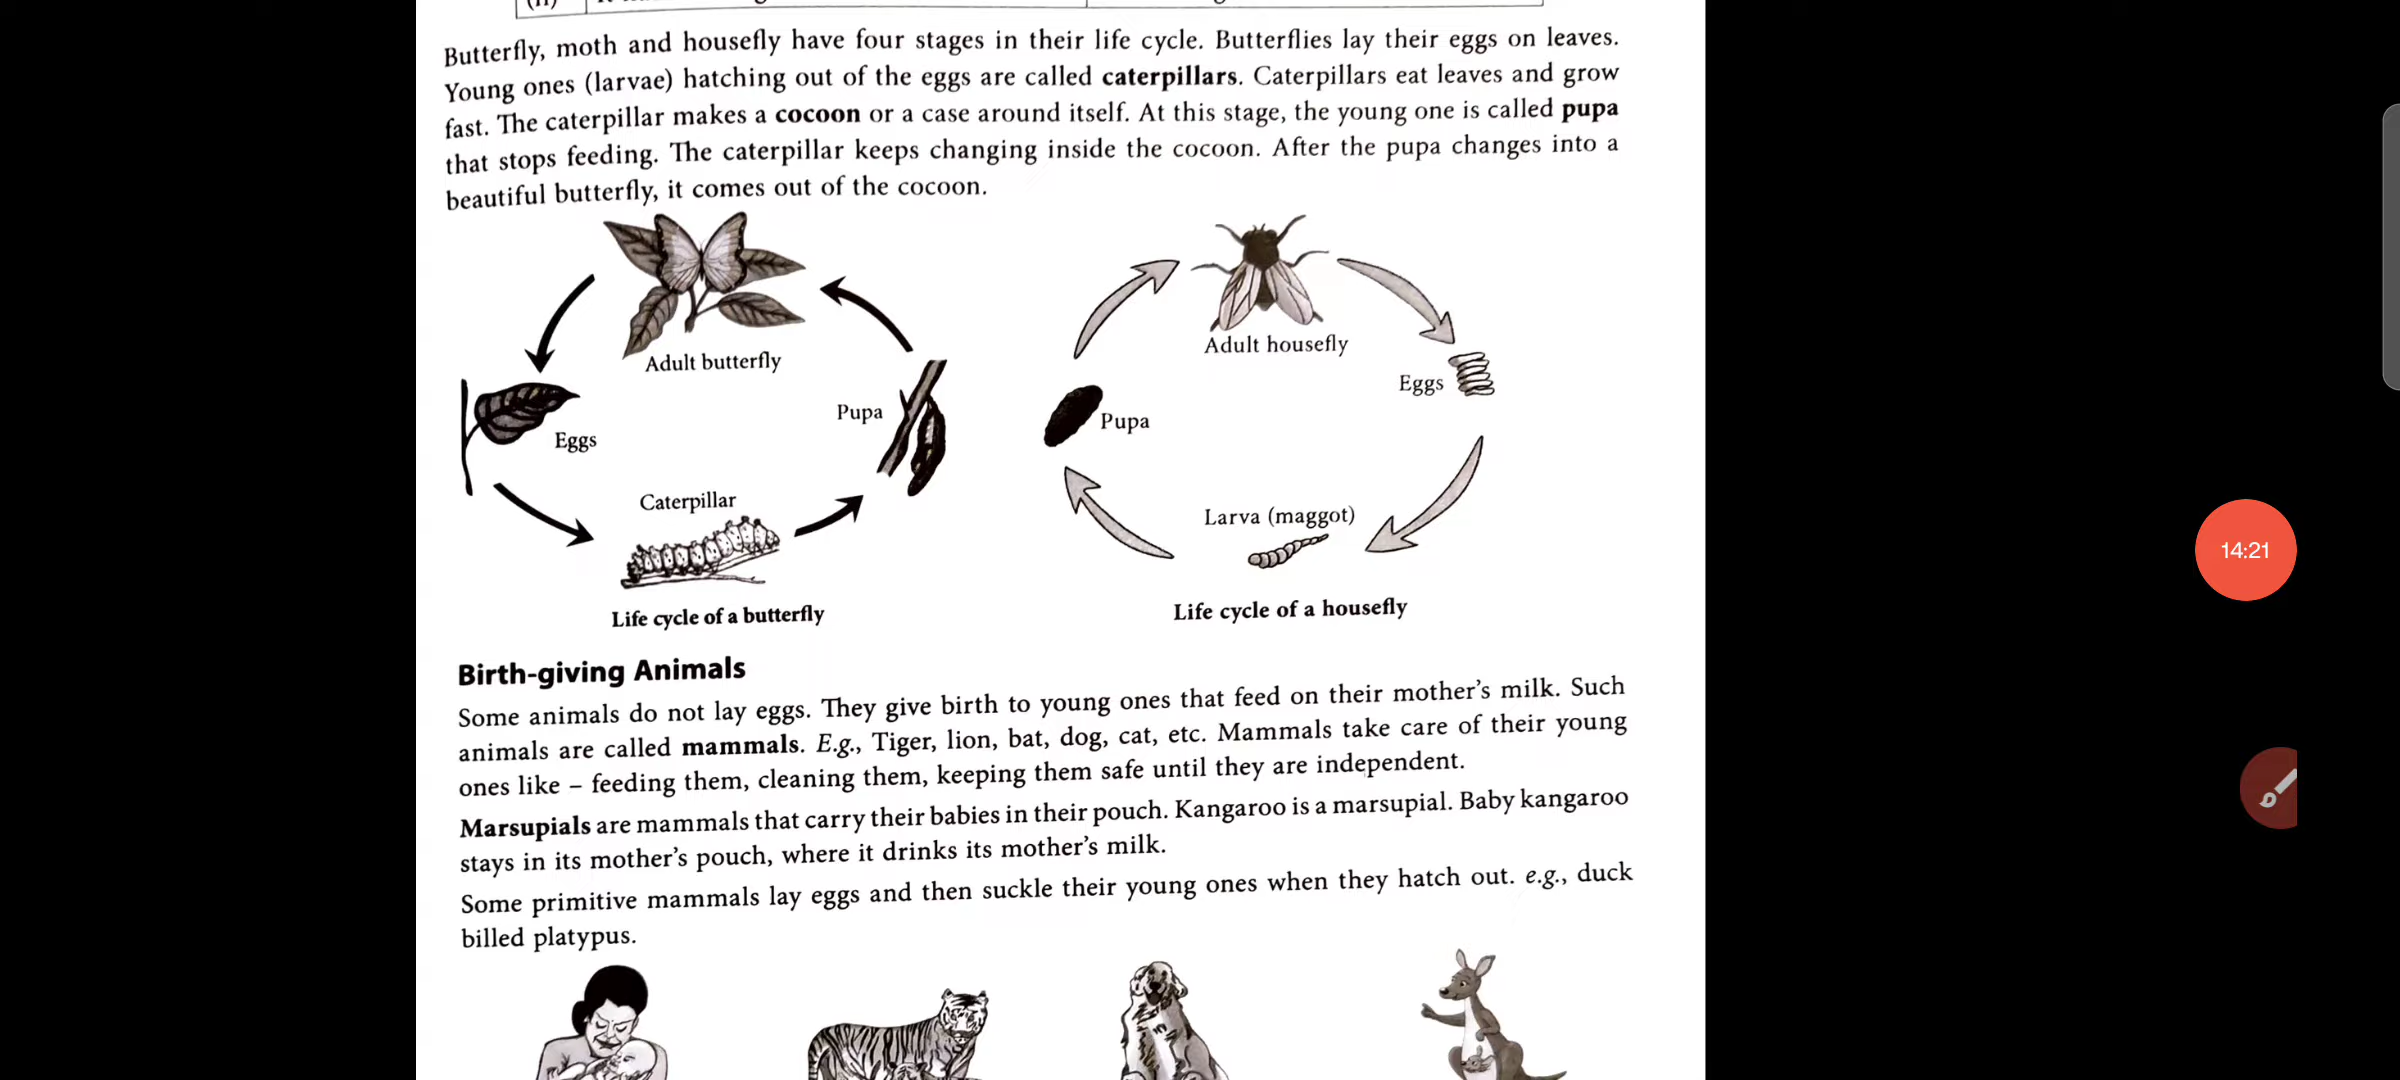 Butterfly, moth and housefly have four stages in their life cycle. Butterflies lay their eggs on leaves.
Young ones (larvae) hatching out of the eggs are called caterpillars. Caterpillars eat leaves and grow
fast. The caterpillar makes a cocoon or a case around itself. At this stage, the young one is called pupa
that stops feeding. The caterpillar keeps changing inside the cocoon. After the pupa changes into a
beautiful butterfly, it comes out of the cocoon.
Adult butterfly
Pupa
Eggs
Caterpillar
Life cycle of a butterfly
Adult housefly
Eggs
Pupa
Larva (maggot)
Life cycle of a housefly
14:21
Birth-giving Animals
Some animals do not lay eggs. They give birth to young ones that feed on their mother's milk. Such
animals are called mammals. E.g., Tiger, lion, bat, dog, cat, etc. Mammals take care of their young
ones like – feeding them, cleaning them, keeping them safe until they are independent.
Marsupials are mammals that carry their babies in their pouch. Kangaroo is a marsupial. Baby kangaroo
stays in its mother's pouch, where it drinks its mother's milk.
Some primitive mammals lay eggs and then suckle their young ones when they hatch out. e.g., duck
billed platypus.